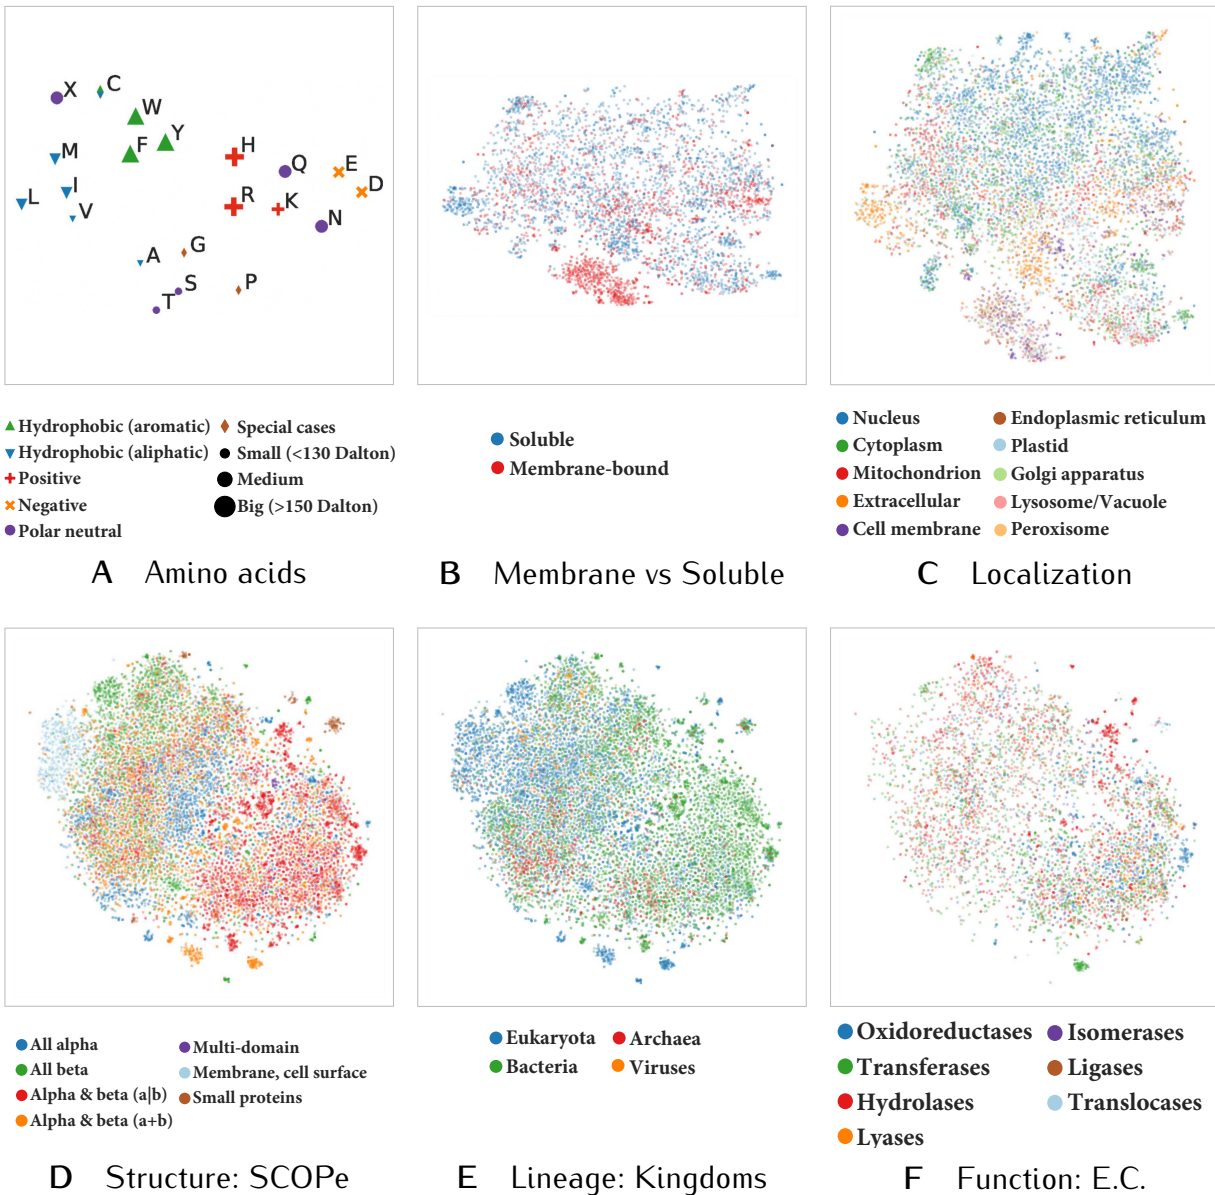 X
C
W
Y
F
M
H
Q
E
I
D
L
V
R
K
N
G
A
S
P
T
Hydrophobic (aromatic)
Hydrophobic (aliphatic)
Positive
Negative
Polar neutral
Special cases
Small (<130 Dalton)
Medium
Big (>150 Dalton)
A Amino acids
Soluble
Membrane-bound
B Membrane vs Soluble
Nucleus
Cytoplasm
Mitochondrion
Extracellular
Cell membrane
Endoplasmic reticulum
Plastid
Golgi apparatus
Lysosome/Vacuole
Peroxisome
C Localization
All alpha
All beta
Alpha & beta (a|b)
Alpha & beta (a+b)
Multi-domain
Membrane, cell surface
Small proteins
D Structure: SCOPe
Eukaryota
Bacteria
Archaea
Viruses
E Lineage: Kingdoms
Oxidoreductases
Transferases
Hydrolases
Lyases
Isomerases
Ligases
Translocases
F Function: E.C.